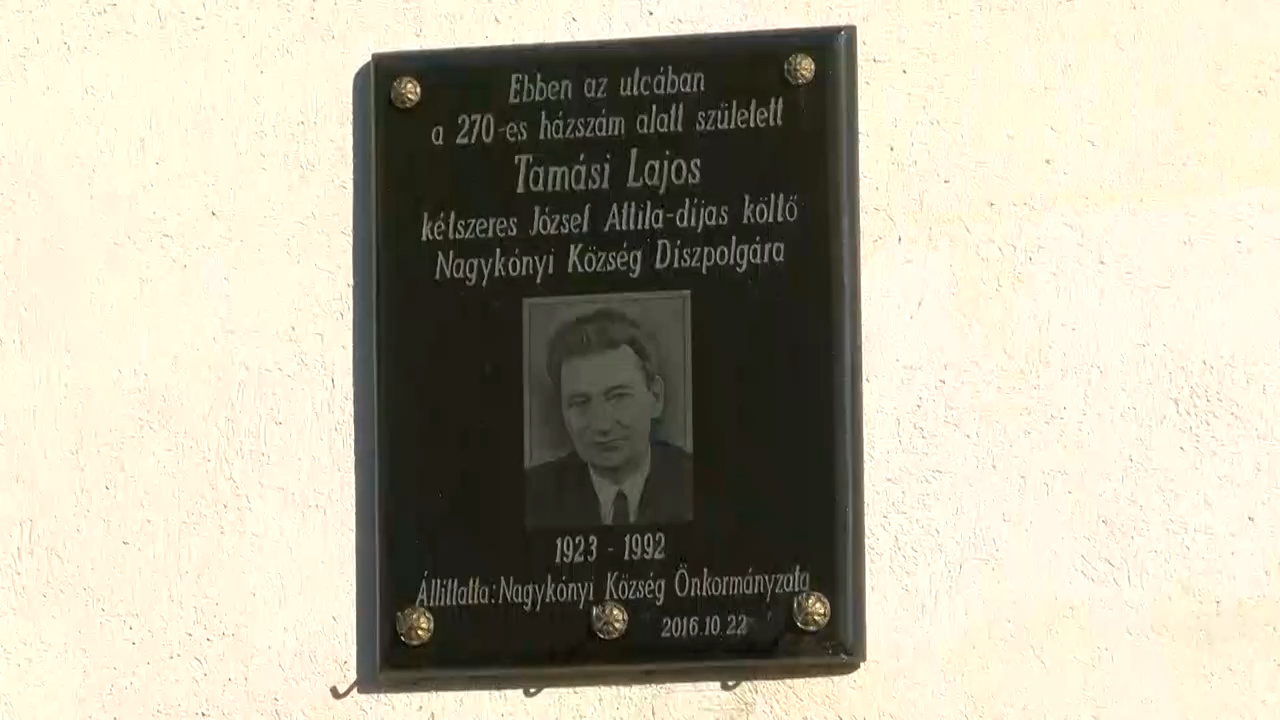 Ebben az utcában
a 270-es házszám alatt született
Tamási Lajos
kétszeres József Attila-díjas költő
Nagykónyi Község Díszpolgára
1923 - 1992
Állíttatta: Nagykónyi Község Önkormányzata
2016.10.22